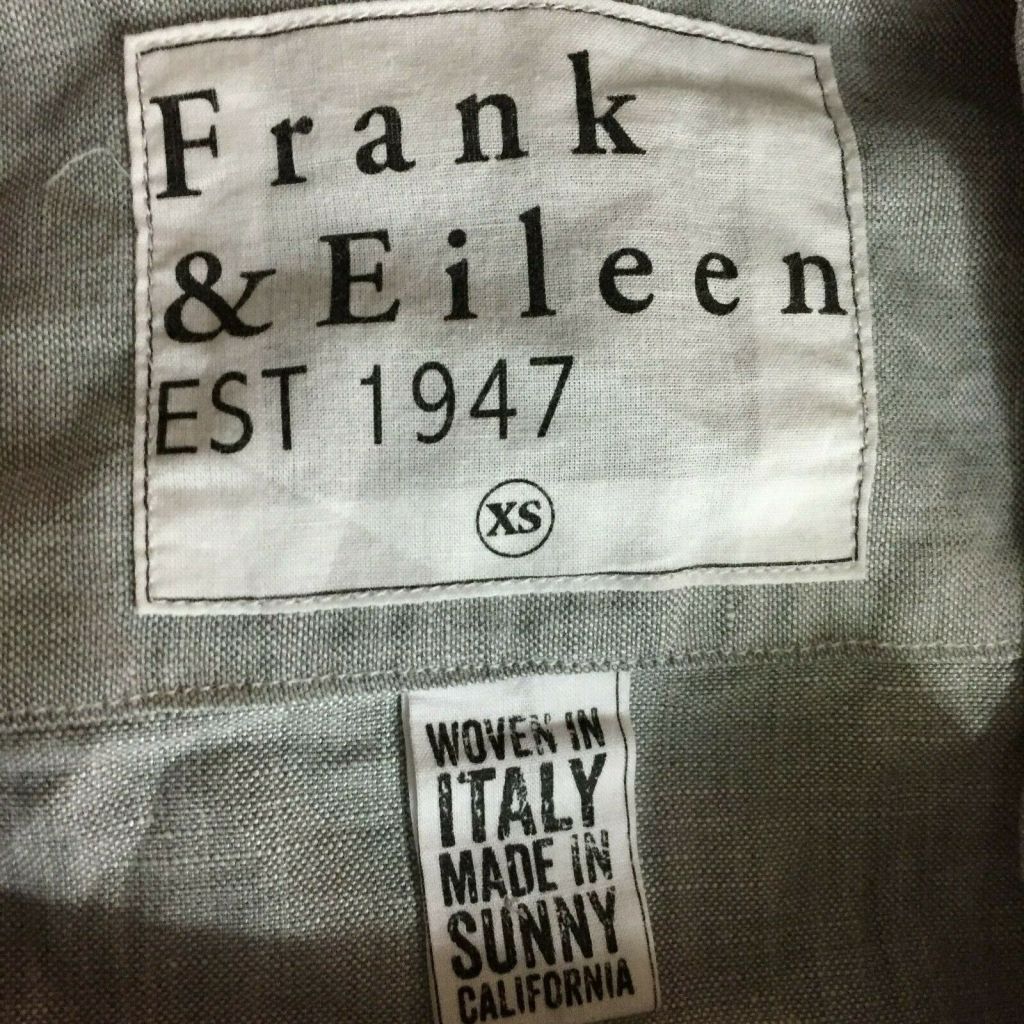 Frank
& Eileen
EST 1947
XS
WOVEN IN
ITALY
MADE IN
SUNNY
CALIFORNIA